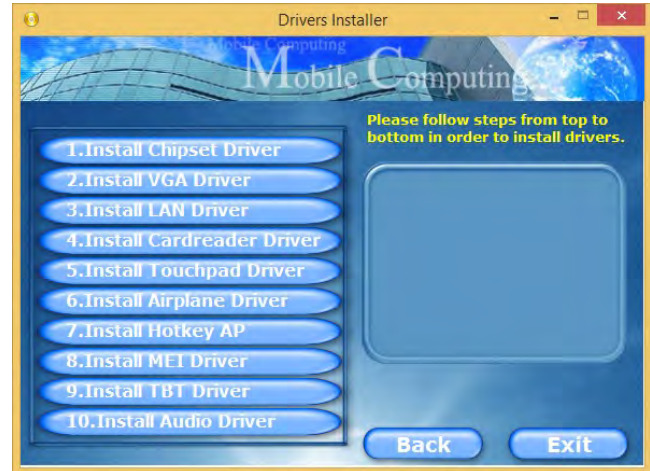 Drivers Installer
Mobile Computing
Mobile Computing
Please follow steps from top to
bottom in order to install drivers.
1.Install Chipset Driver
2.Install VGA Driver
3.Install LAN Driver
4.Install Cardreader Driver
5.Install Touchpad Driver
6.Install Airplane Driver
7.Install Hotkey AP
8.Install MEI Driver
9.Install TBT Driver
10.Install Audio Driver
Back
Exit